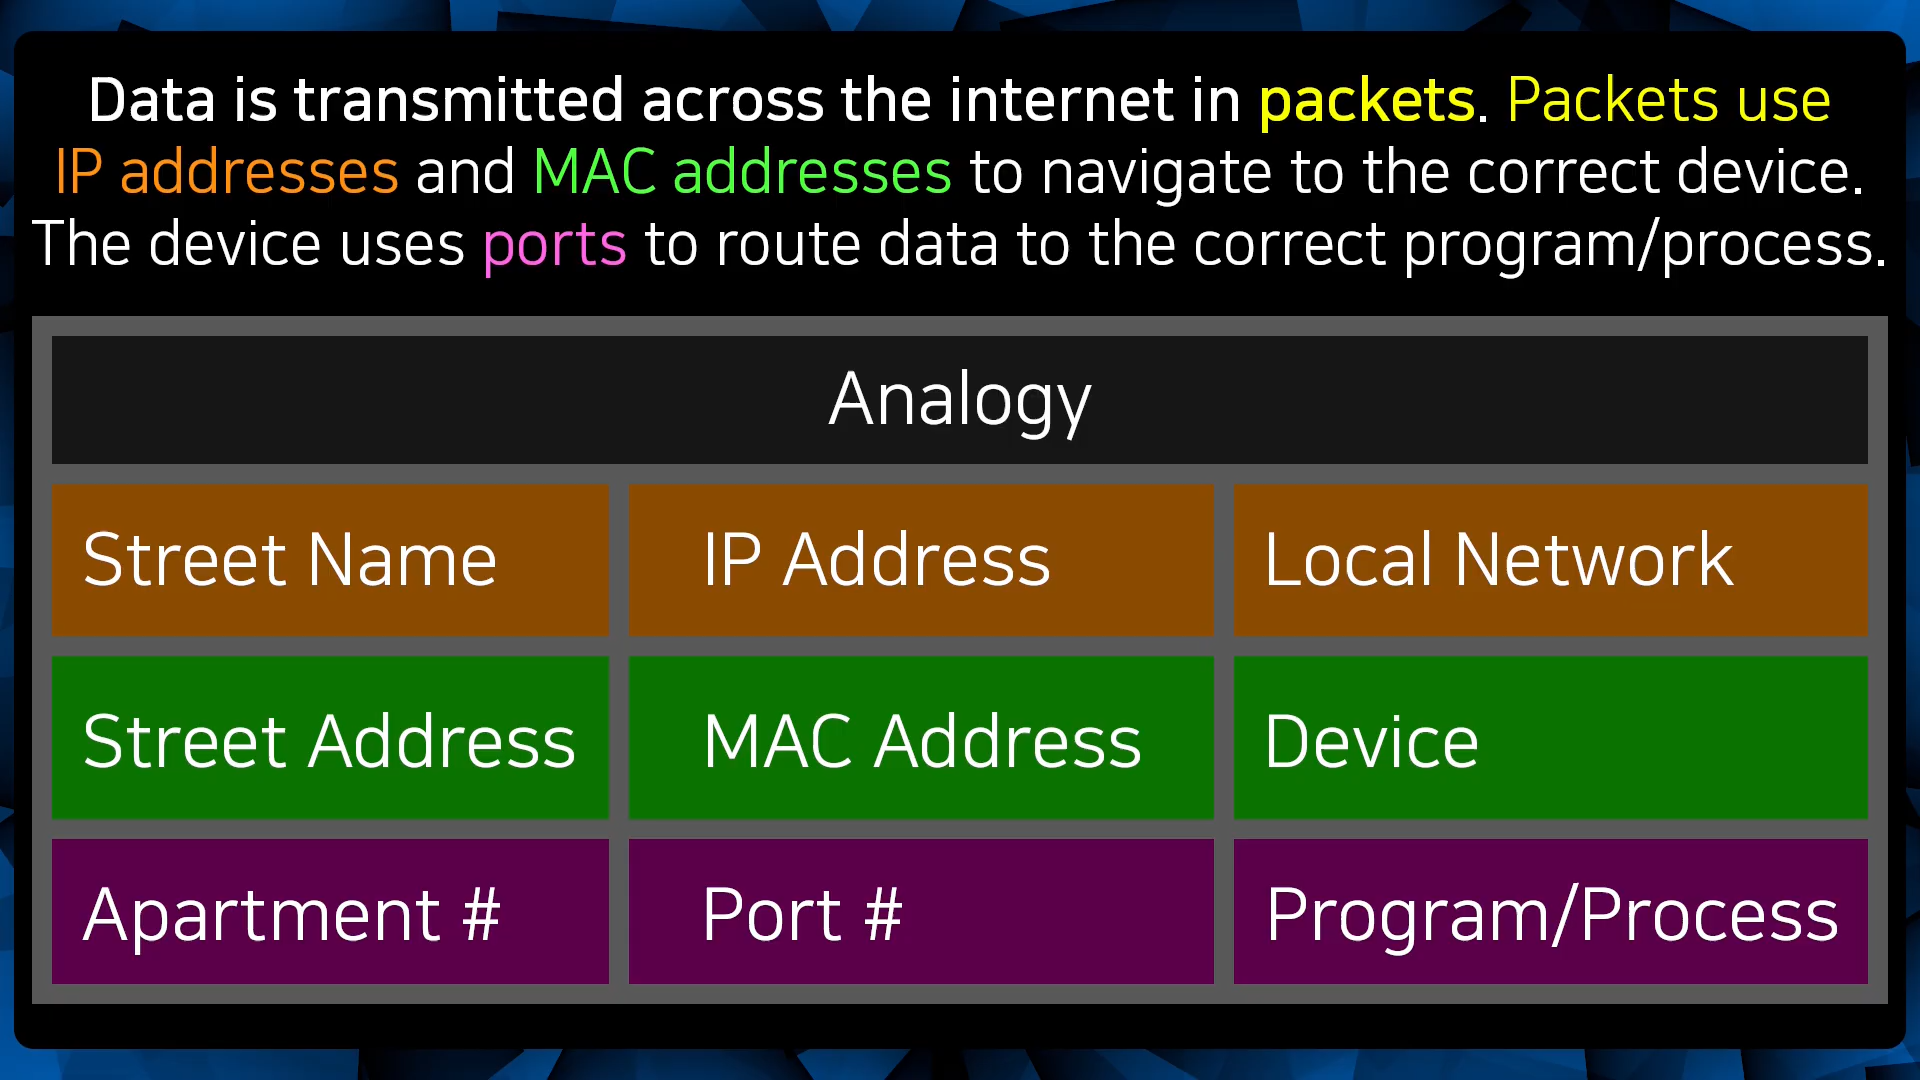 Data is transmitted across the internet in packets. Packets use
IP addresses and MAC addresses to navigate to the correct device.
The device uses ports to route data to the correct program/process.
Analogy
Street Name IP Address Local Network
Street Address MAC Address Device
Apartment # Port # Program/Process